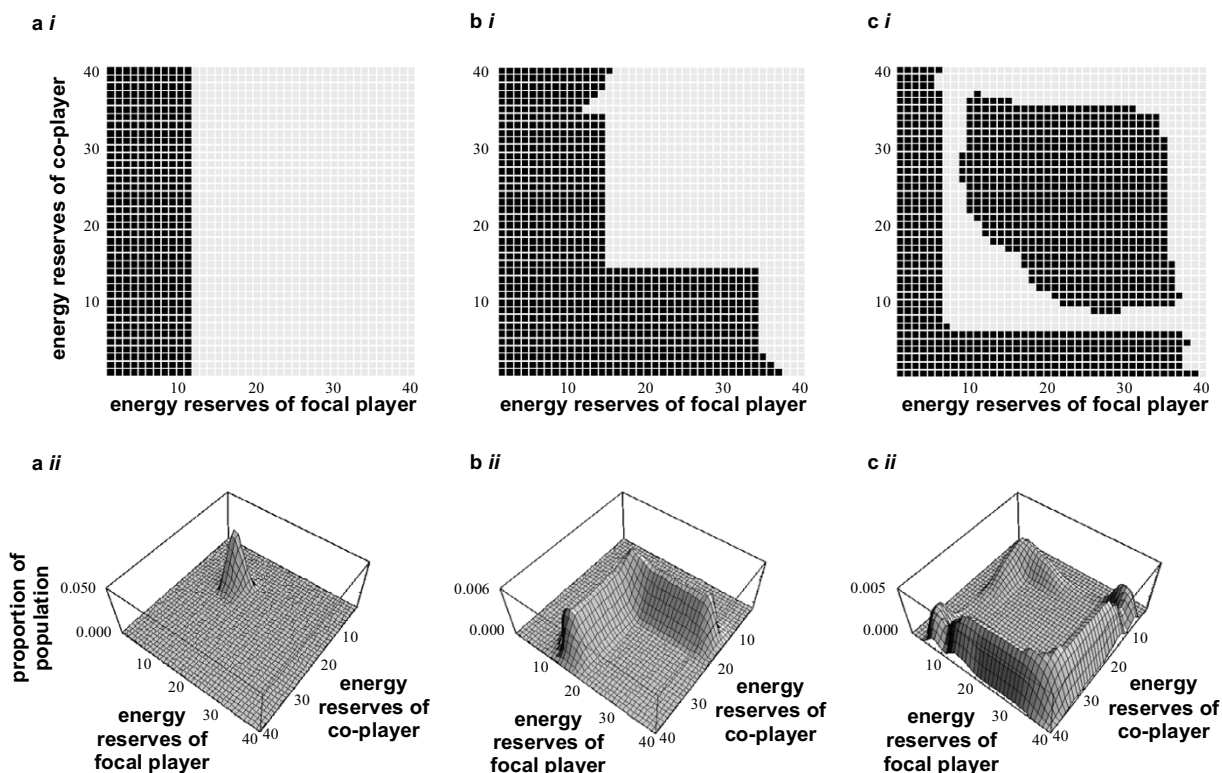 a i
b i
c i
energy reserves of co-player
40
30
20
10
10 20 30 40
energy reserves of focal player
40
30
20
10
10 20 30 40
energy reserves of focal player
40
30
20
10
10 20 30 40
energy reserves of focal player
a ii
b ii
c ii
proportion of
population
0.050
0.000
10
20
30
40
40
30
20
10
energy
reserves of
focal player
energy
reserves of
co-player
0.006
0.000
10
20
30
40
40
30
20
10
energy
reserves of
focal player
energy
reserves of
co-player
0.005
0.000
10
20
30
40
40
30
20
10
energy
reserves of
focal player
energy
reserves of
co-player